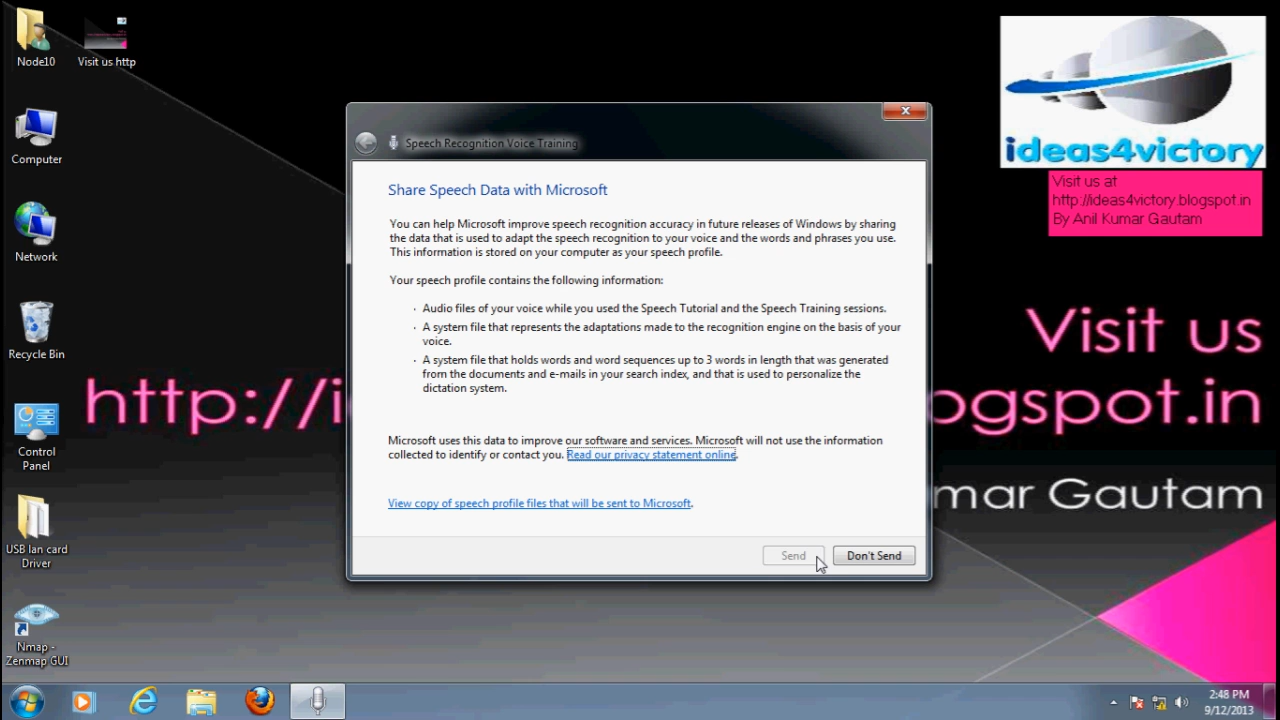 Node10
Visit us http
Computer
Network
Recycle Bin
Control
Panel
USB lan card
Driver
Nmap -
Zenmap GUI
Speech Recognition Voice Training
Share Speech Data with Microsoft
You can help Microsoft improve speech recognition accuracy in future releases of Windows by sharing
the data that is used to adapt the speech recognition to your voice and the words and phrases you use.
This information is stored on your computer as your speech profile.
Your speech profile contains the following information:
· Audio files of your voice while you used the Speech Tutorial and the Speech Training sessions.
· A system file that represents the adaptations made to the recognition engine on the basis of your
voice.
· A system file that holds words and word sequences up to 3 words in length that was generated
from the documents and e-mails in your search index, and that is used to personalize the
dictation system.
Microsoft uses this data to improve our software and services. Microsoft will not use the information
collected to identify or contact you. Read our privacy statement online.
View copy of speech profile files that will be sent to Microsoft.
Send
Don't Send
ideas4victory
Visit us at
http://ideas4victory.blogspot.in
By Anil Kumar Gautam
Visit us
http://i ogspot.in
mar Gautam
2:48 PM
9/12/2013